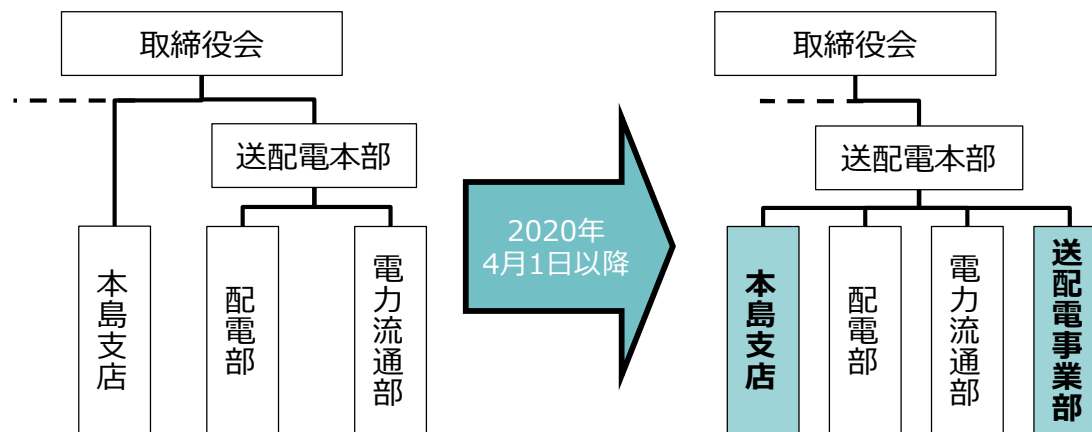 取締役会
送配電本部
本島支店
配電部
電力流通部
2020年
4月1日以降
取締役会
送配電本部
本島支店
配電部
電力流通部
送配電事業部